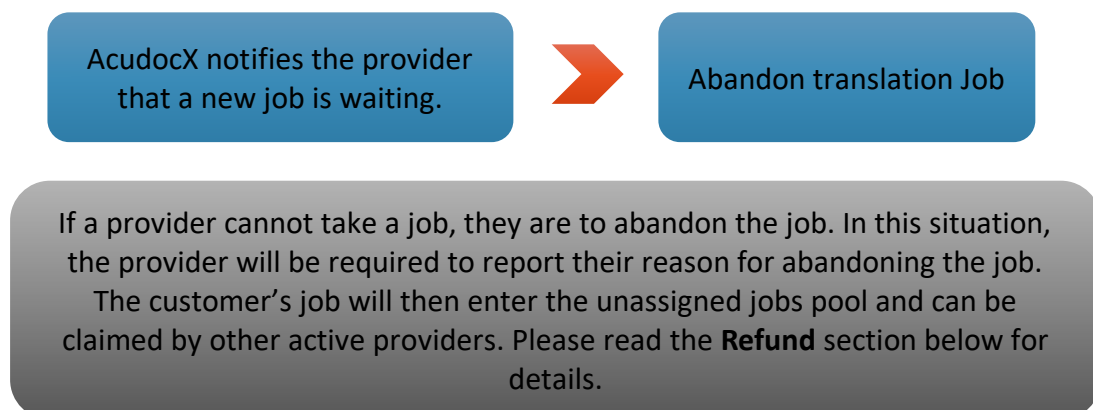 AcudocX notifies the provider
that a new job is waiting.
Abandon translation Job
If a provider cannot take a job, they are to abandon the job. In this situation,
the provider will be required to report their reason for abandoning the job.
The customer’s job will then enter the unassigned jobs pool and can be
claimed by other active providers. Please read the Refund section below for
details.